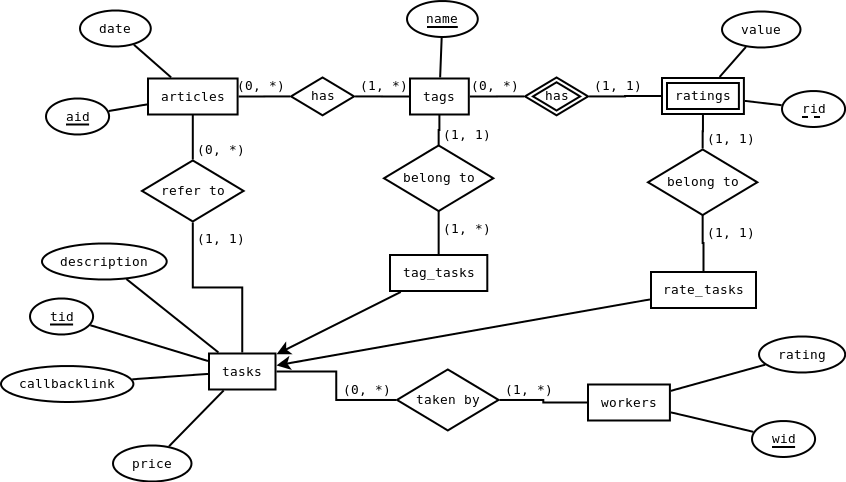 name
date
value
articles
(0, *)
has
(1, *)
tags
(0, *)
has
(1, 1)
ratings
aid
rid
(0, *)
(1, 1)
(1, 1)
refer to
belong to
belong to
(1, 1)
(1, *)
(1, 1)
description
tag_tasks
rate_tasks
tid
tasks
callbacklink
(0, *)
taken by
(1, *)
workers
rating
price
wid